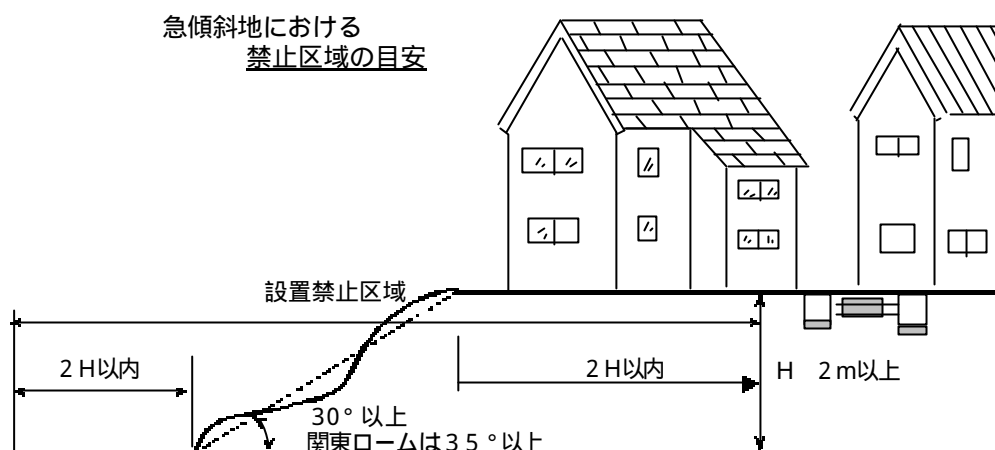 急傾斜地における
禁止区域の目安
設置禁止区域
2H以内
2H以内
H 2m以上
30°以上
関東ロームは35°以上